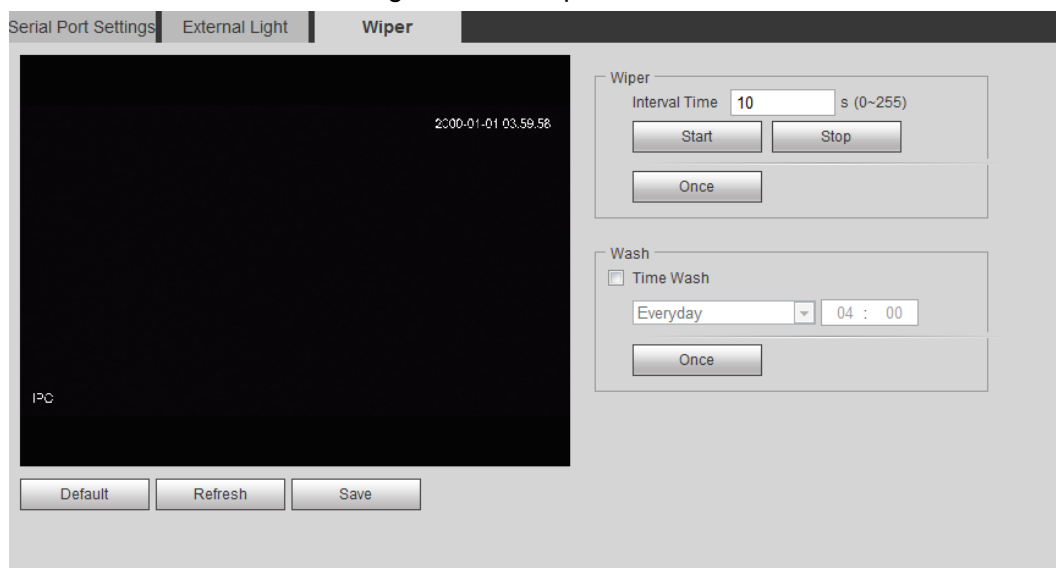 Serial Port Settings External Light Wiper
2000-01-01 03:59:58
IPC
Default Refresh Save
Wiper
Interval Time 10 s (0~255)
Start Stop
Once
Wash
Time Wash
Everyday 04 : 00
Once